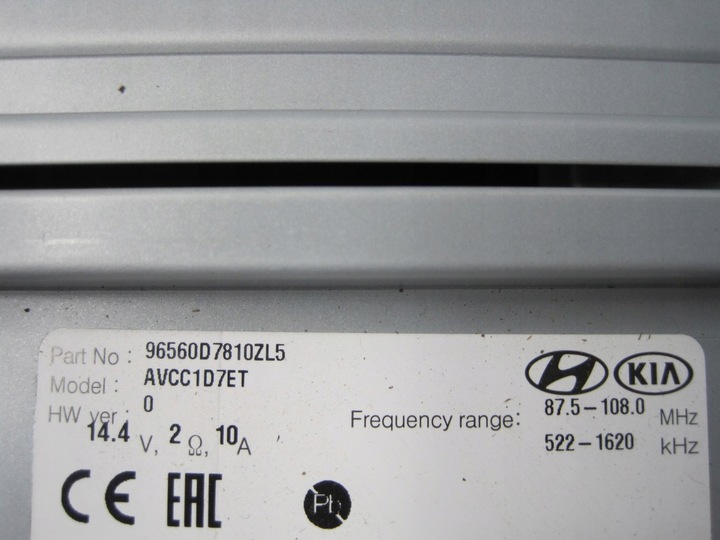 Part No : 96560D7810ZL5
Model : AVCC1D7ET
HW ver : 0
14.4 V, 2 Ω, 10A
KIA
Frequency range: 87.5-108.0 MHz
522-1620 kHz
CE EAC Pb